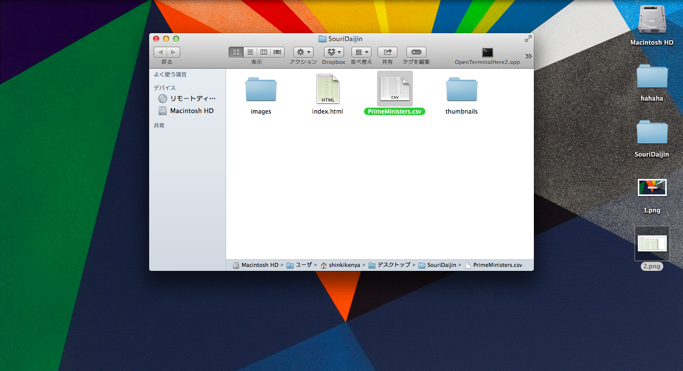 SouriDaijin
戻る
表示
アクション
Dropbox
並べ替え
共有
タグを編集
OpenTerminalHere2.app
よく使う項目
デバイス
リモートディ…
Macintosh HD
共有
images
index.html
PrimeMinisters.csv
thumbnails
HTML
CSV
Macintosh HD
ユーザ
shinkikenya
デスクトップ
SouriDaijin
PrimeMinisters.csv
Macintosh HD
hahaha
SouriDaijin
1.png
2.png